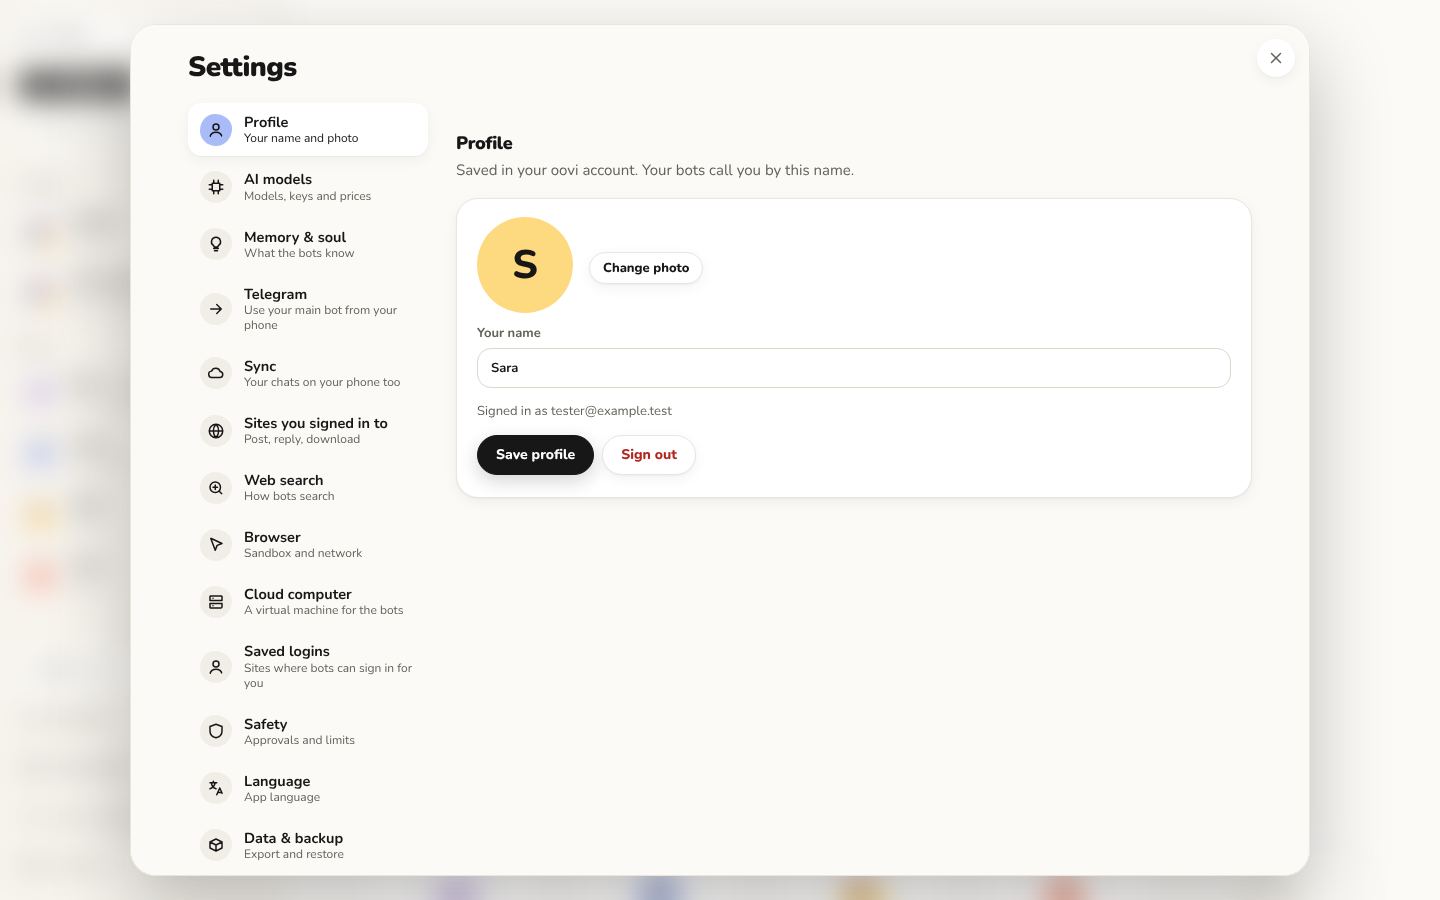 Settings
Profile
Your name and photo
AI models
Models, keys and prices
Memory & soul
What the bots know
Telegram
Use your main bot from your
phone
Sync
Your chats on your phone too
Sites you signed in to
Post, reply, download
Web search
How bots search
Browser
Sandbox and network
Cloud computer
A virtual machine for the bots
Saved logins
Sites where bots can sign in for
you
Safety
Approvals and limits
Language
App language
Data & backup
Export and restore
Profile
Saved in your oovi account. Your bots call you by this name.
S
Change photo
Your name
Sara
Signed in as tester@example.test
Save profile
Sign out